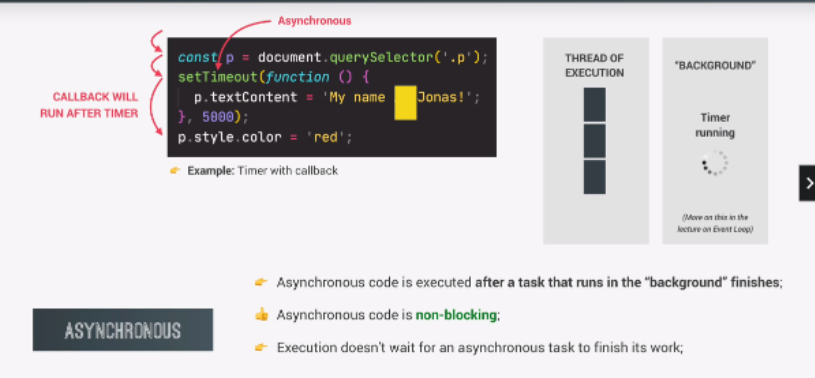 Asynchronous
const p = document.querySelector('.p');
setTimeout(function () {
p.textContent = 'My name Jonas!';
}, 5000);
p.style.color = 'red';
CALLBACK WILL
RUN AFTER TIMER
👉 Example: Timer with callback
THREAD OF
EXECUTION
"BACKGROUND"
Timer
running
(More on this in the
lecture on Event Loop)
ASYNCHRONOUS
👉 Asynchronous code is executed after a task that runs in the "background" finishes;
👍 Asynchronous code is non-blocking;
👉 Execution doesn't wait for an asynchronous task to finish its work;